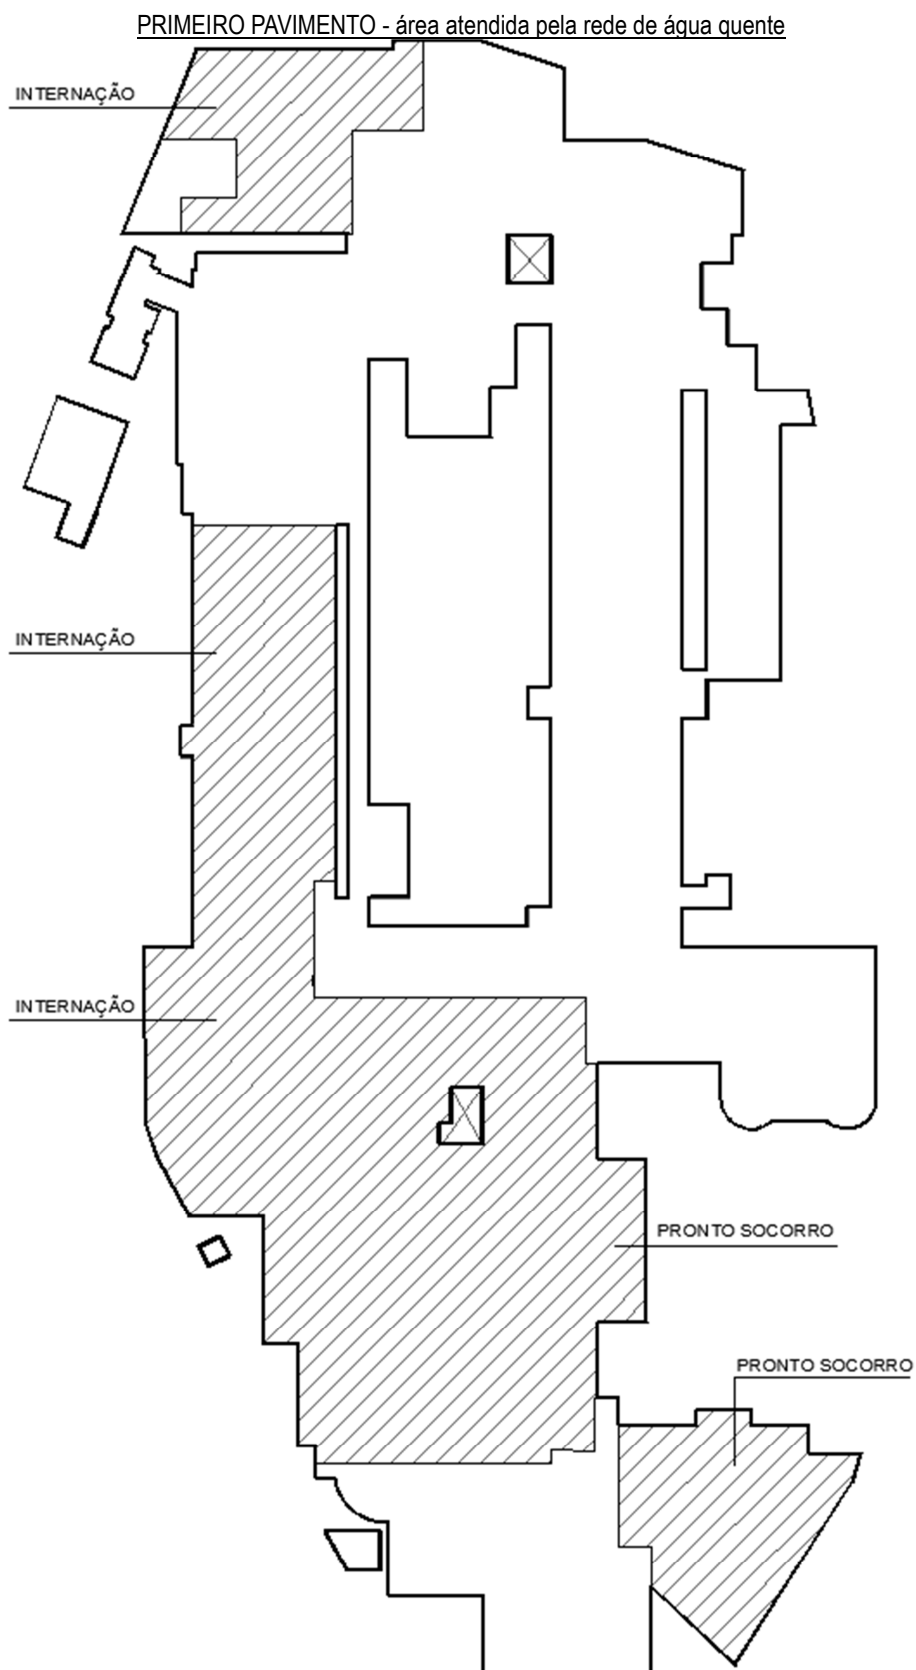 PRIMEIRO PAVIMENTO - área atendida pela rede de água quente
INTERNAÇÃO
INTERNAÇÃO
INTERNAÇÃO
PRONTO SOCORRO
PRONTO SOCORRO